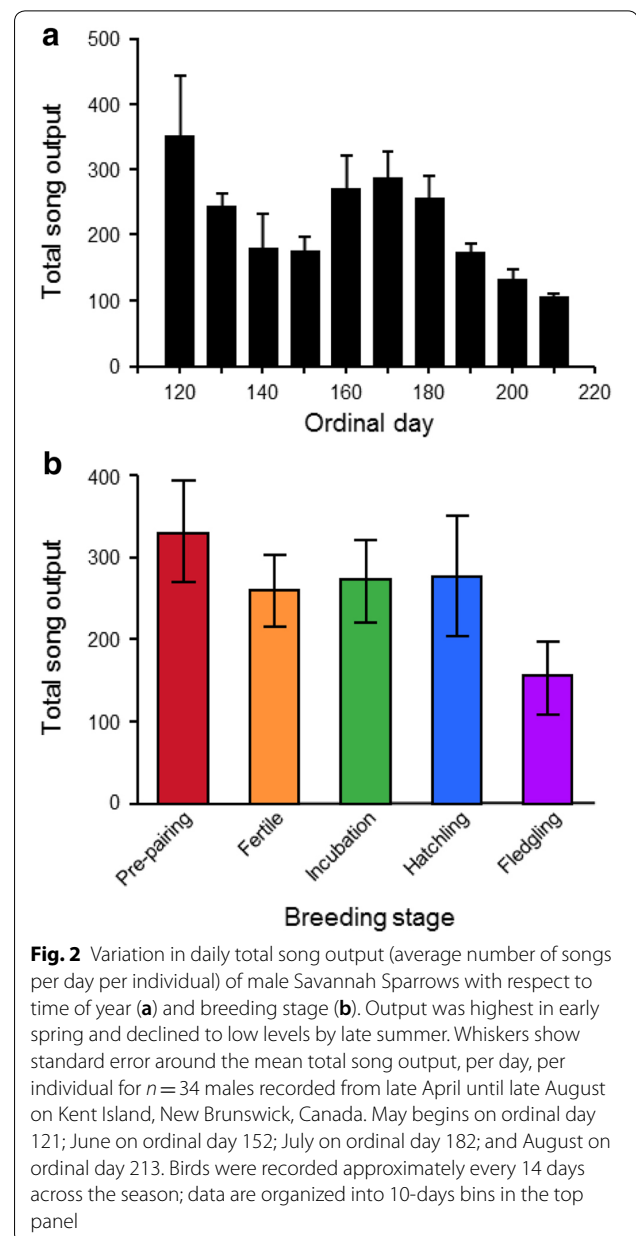 a
500
400
300
200
100
0
Total song output
120
140
160
180
200
220
Ordinal day
b
400
300
200
100
0
Total song output
Pre-pairing
Fertile
Incubation
Hatchling
Fledgling
Breeding stage
Fig. 2 Variation in daily total song output (average number of songs
per day per individual) of male Savannah Sparrows with respect to
time of year (a) and breeding stage (b). Output was highest in early
spring and declined to low levels by late summer. Whiskers show
standard error around the mean total song output, per day, per
individual for n = 34 males recorded from late April until late August
on Kent Island, New Brunswick, Canada. May begins on ordinal day
121; June on ordinal day 152; July on ordinal day 182; and August on
ordinal day 213. Birds were recorded approximately every 14 days
across the season; data are organized into 10-days bins in the top
panel